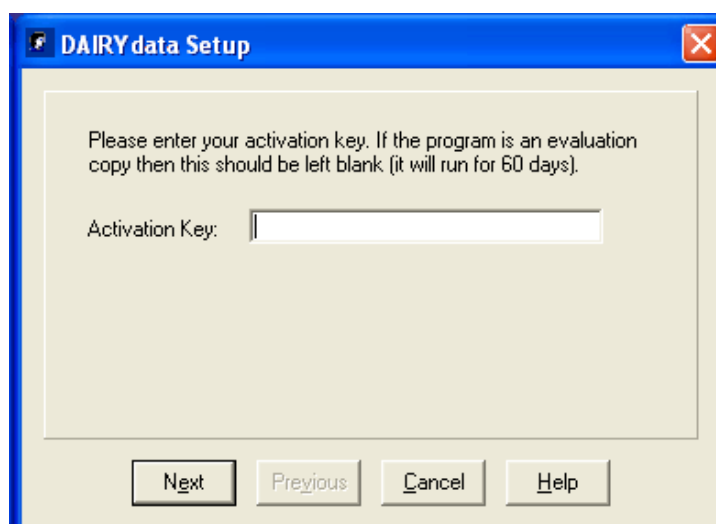 DAIRYdata Setup
Please enter your activation key. If the program is an evaluation
copy then this should be left blank (it will run for 60 days).
Activation Key:
Next Previous Cancel Help